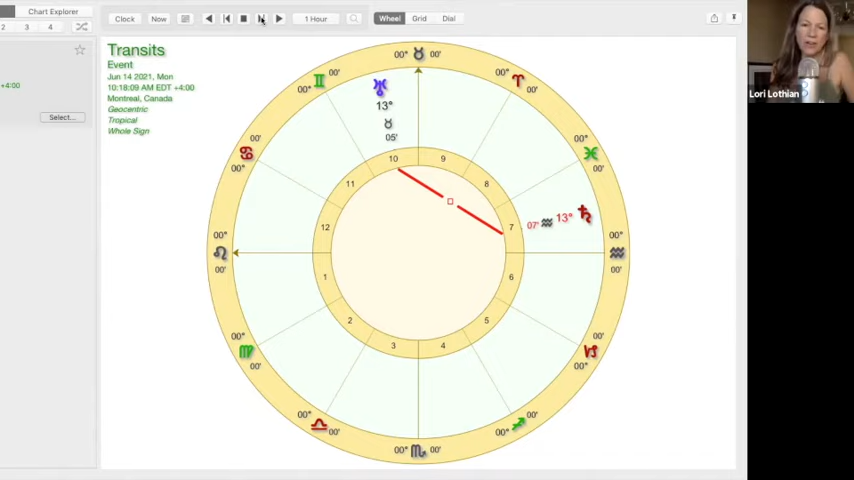 Chart Explorer
2 3 4
+4:00
Select...
Clock Now 1 Hour Wheel Grid Dial
Transits
Event
Jun 14 2021, Mon
10:18:09 AM EDT +4:00
Montreal, Canada
Geocentric
Tropical
Whole Sign
00° ♉ 00'
00° ♊ 00'
♈ 00' 00°
00' ♋ 00°
♓ 00' 00°
00° ♌ 00'
00° ♒ 00'
00° ♍ 00'
00' ♑ 00°
00° ♎ 00'
♐ 00' 00°
00° ♏ 00'
♅
13°
♉
05'
07' ♒ 13° ♄
10 9
11 8
12 7
1 6
2 5
3 4
Lori Lothian